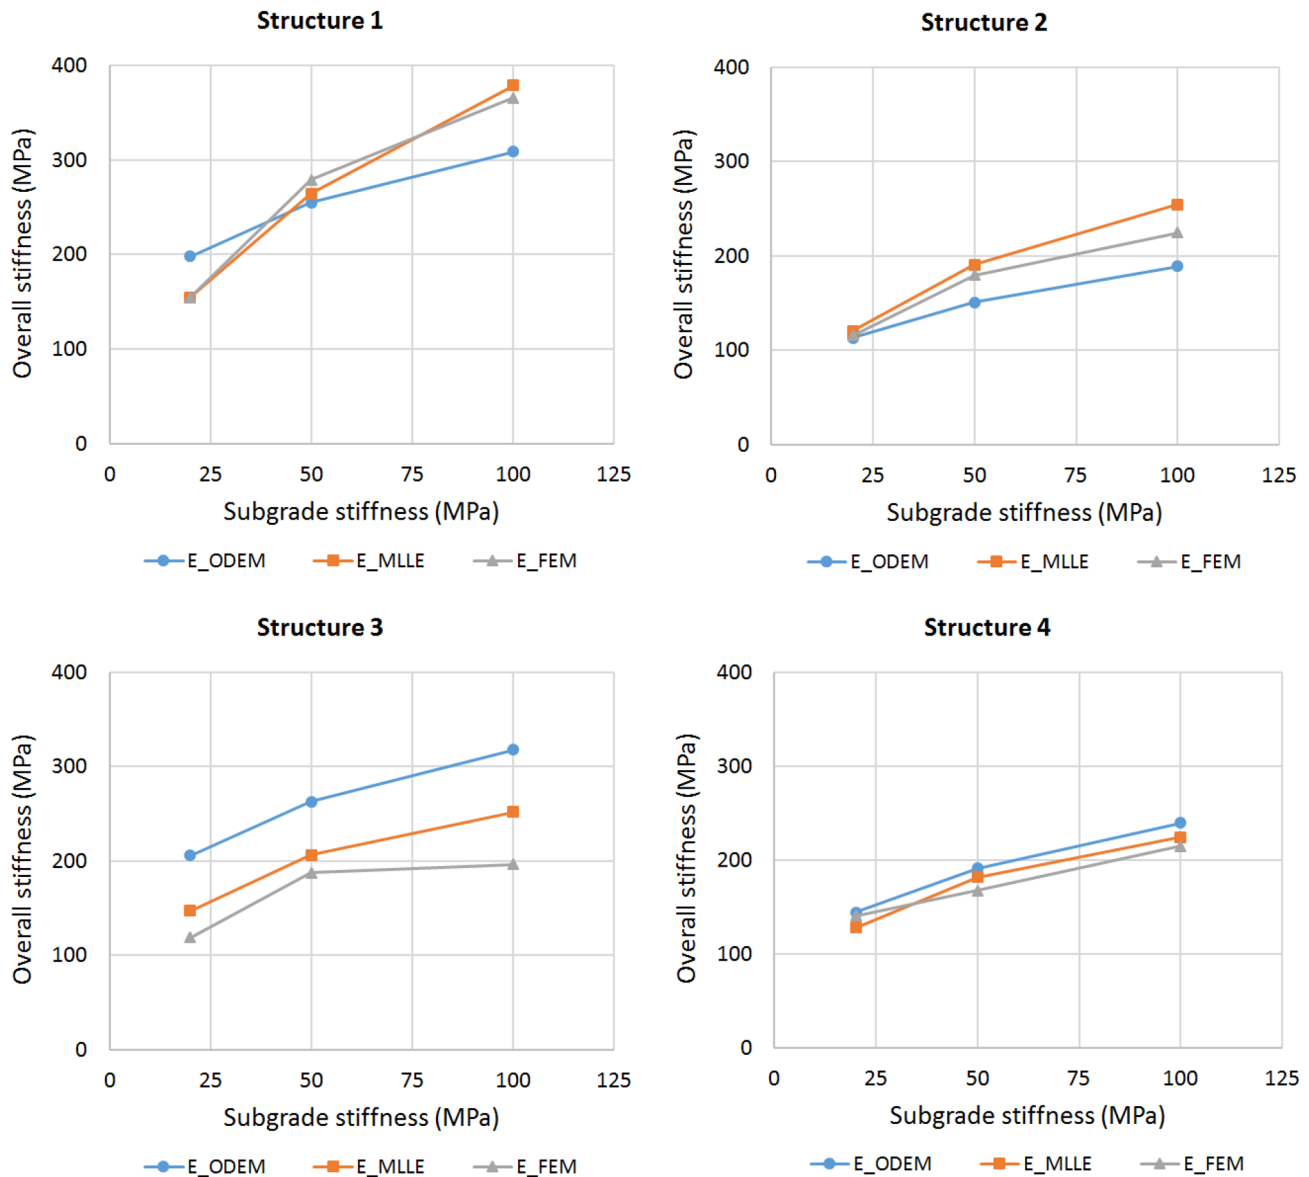 Structure 1
400
300
200
100
0
0 25 50 75 100 125
Overall stiffness (MPa)
Subgrade stiffness (MPa)
E_ODEM E_MLLE E_FEM
Structure 2
400
300
200
100
0
0 25 50 75 100 125
Overall stiffness (MPa)
Subgrade stiffness (MPa)
E_ODEM E_MLLE E_FEM
Structure 3
400
300
200
100
0
0 25 50 75 100 125
Overall stiffness (MPa)
Subgrade stiffness (MPa)
E_ODEM E_MLLE E_FEM
Structure 4
400
300
200
100
0
0 25 50 75 100 125
Overall stiffness (MPa)
Subgrade stiffness (MPa)
E_ODEM E_MLLE E_FEM